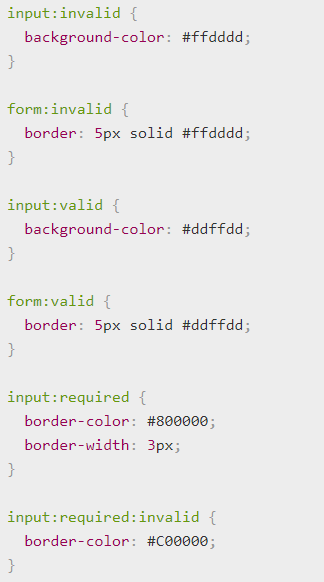 input:invalid {
  background-color: #ffdddd;
}

form:invalid {
  border: 5px solid #ffdddd;
}

input:valid {
  background-color: #ddffdd;
}

form:valid {
  border: 5px solid #ddffdd;
}

input:required {
  border-color: #800000;
  border-width: 3px;
}

input:required:invalid {
  border-color: #C00000;
}